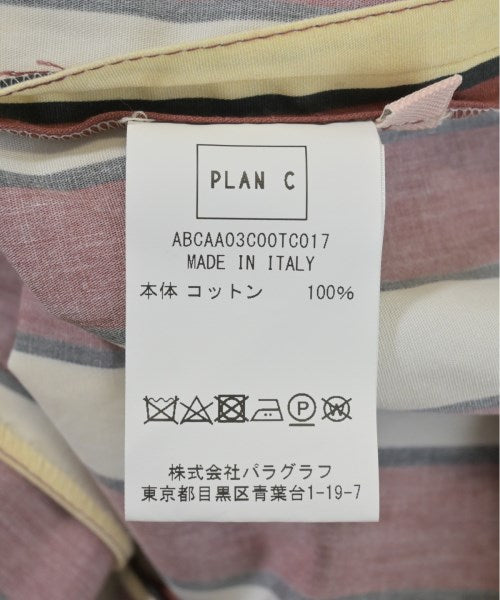 PLAN C
ABCAA03C00TC017
MADE IN ITALY
本体 コットン 100%
株式会社パラグラフ
東京都目黒区青葉台1-19-7